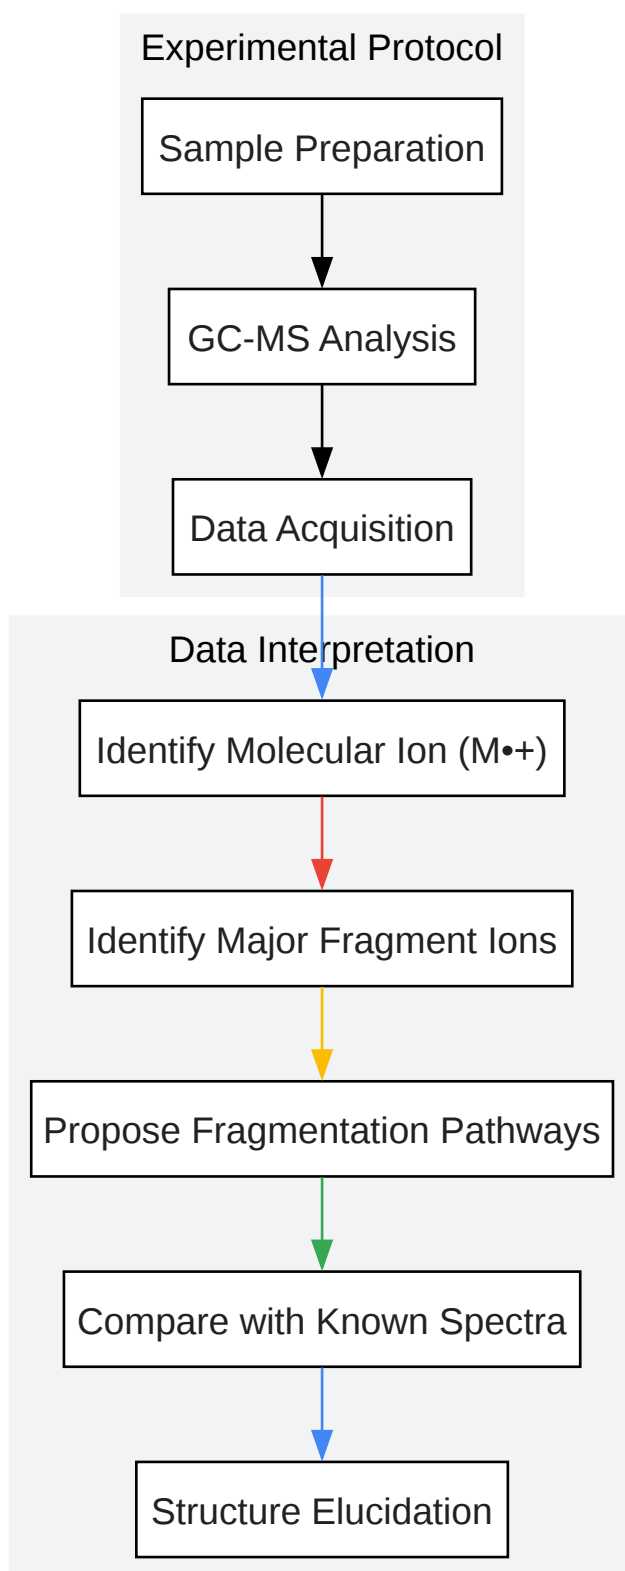 Experimental Protocol
Sample Preparation
GC-MS Analysis
Data Acquisition
Data Interpretation
Identify Molecular Ion (M•+)
Identify Major Fragment Ions
Propose Fragmentation Pathways
Compare with Known Spectra
Structure Elucidation